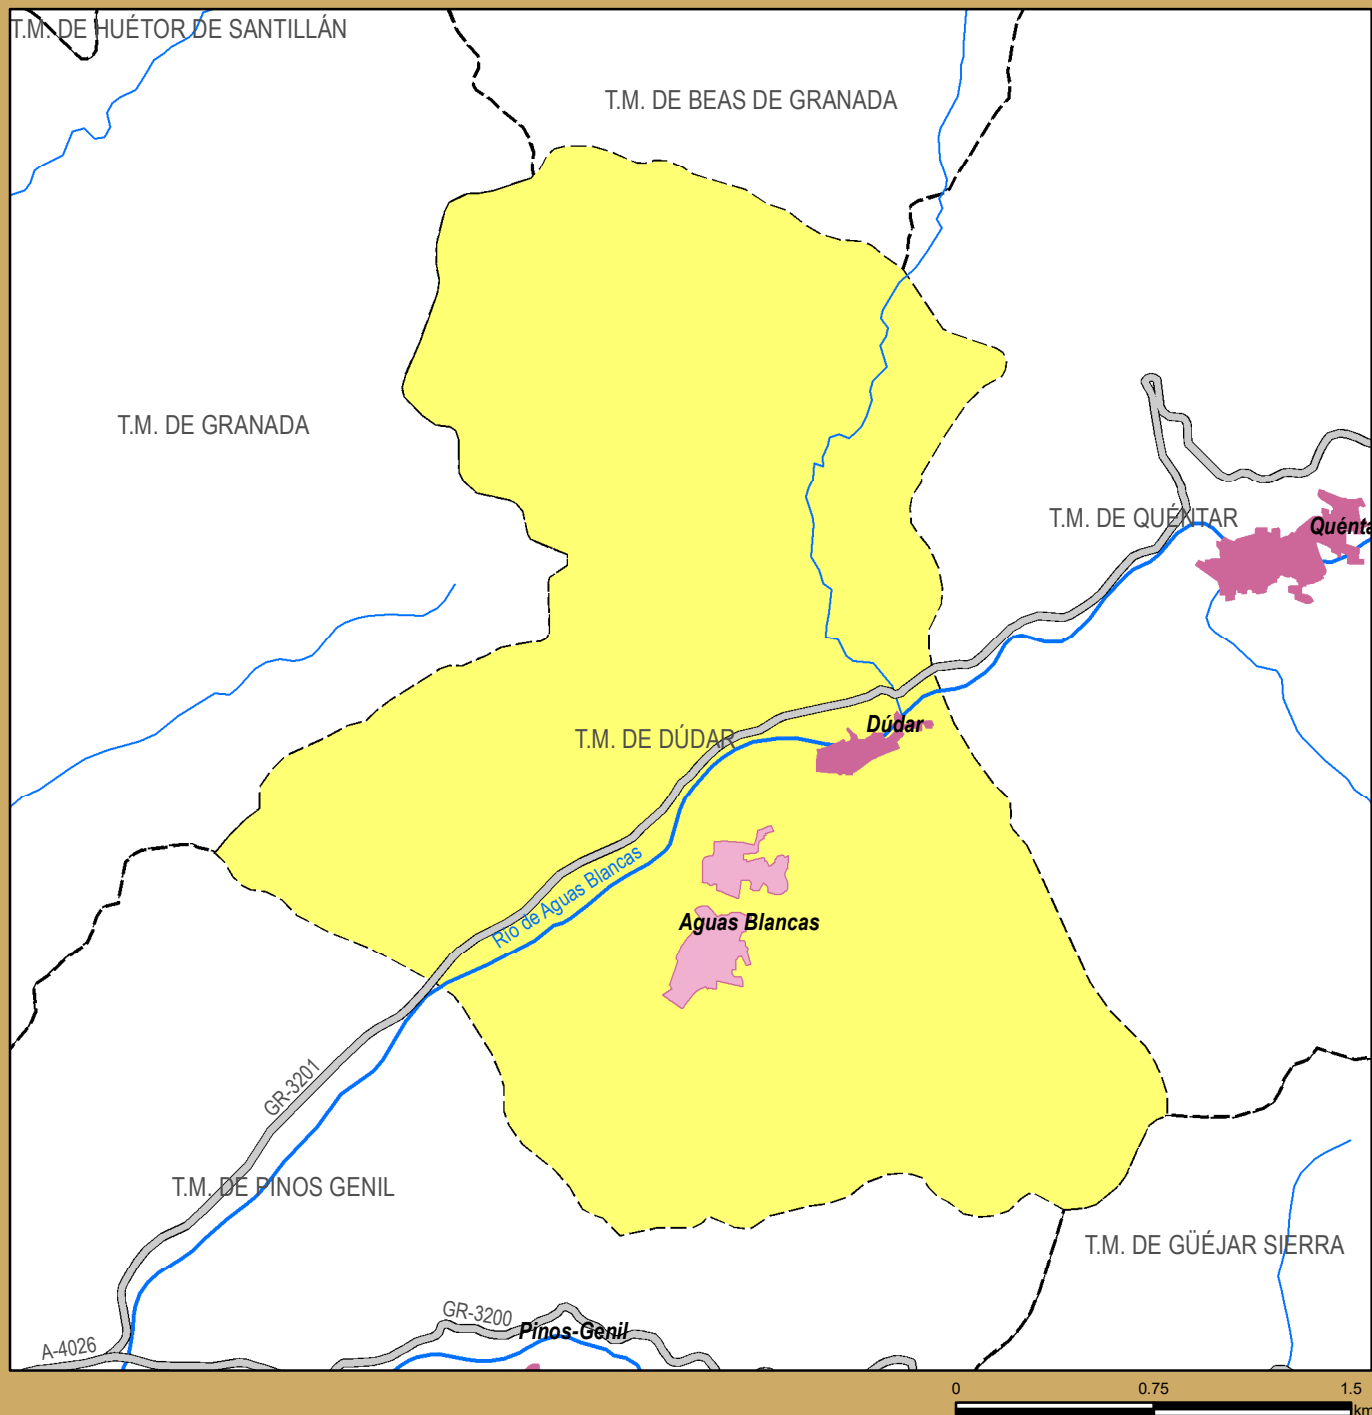 T.M. DE HUÉTOR DE SANTILLÁN
T.M. DE BEAS DE GRANADA
T.M. DE GRANADA
T.M. DE QUÉNTAR
Quénta
Dúdar
T.M. DE DÚDAR
Río de Aguas Blancas
Aguas Blancas
GR-3201
T.M. DE PINOS GENIL
T.M. DE GÜÉJAR SIERRA
GR-3200
Pinos-Genil
A-4026
0 0.75 1.5
km